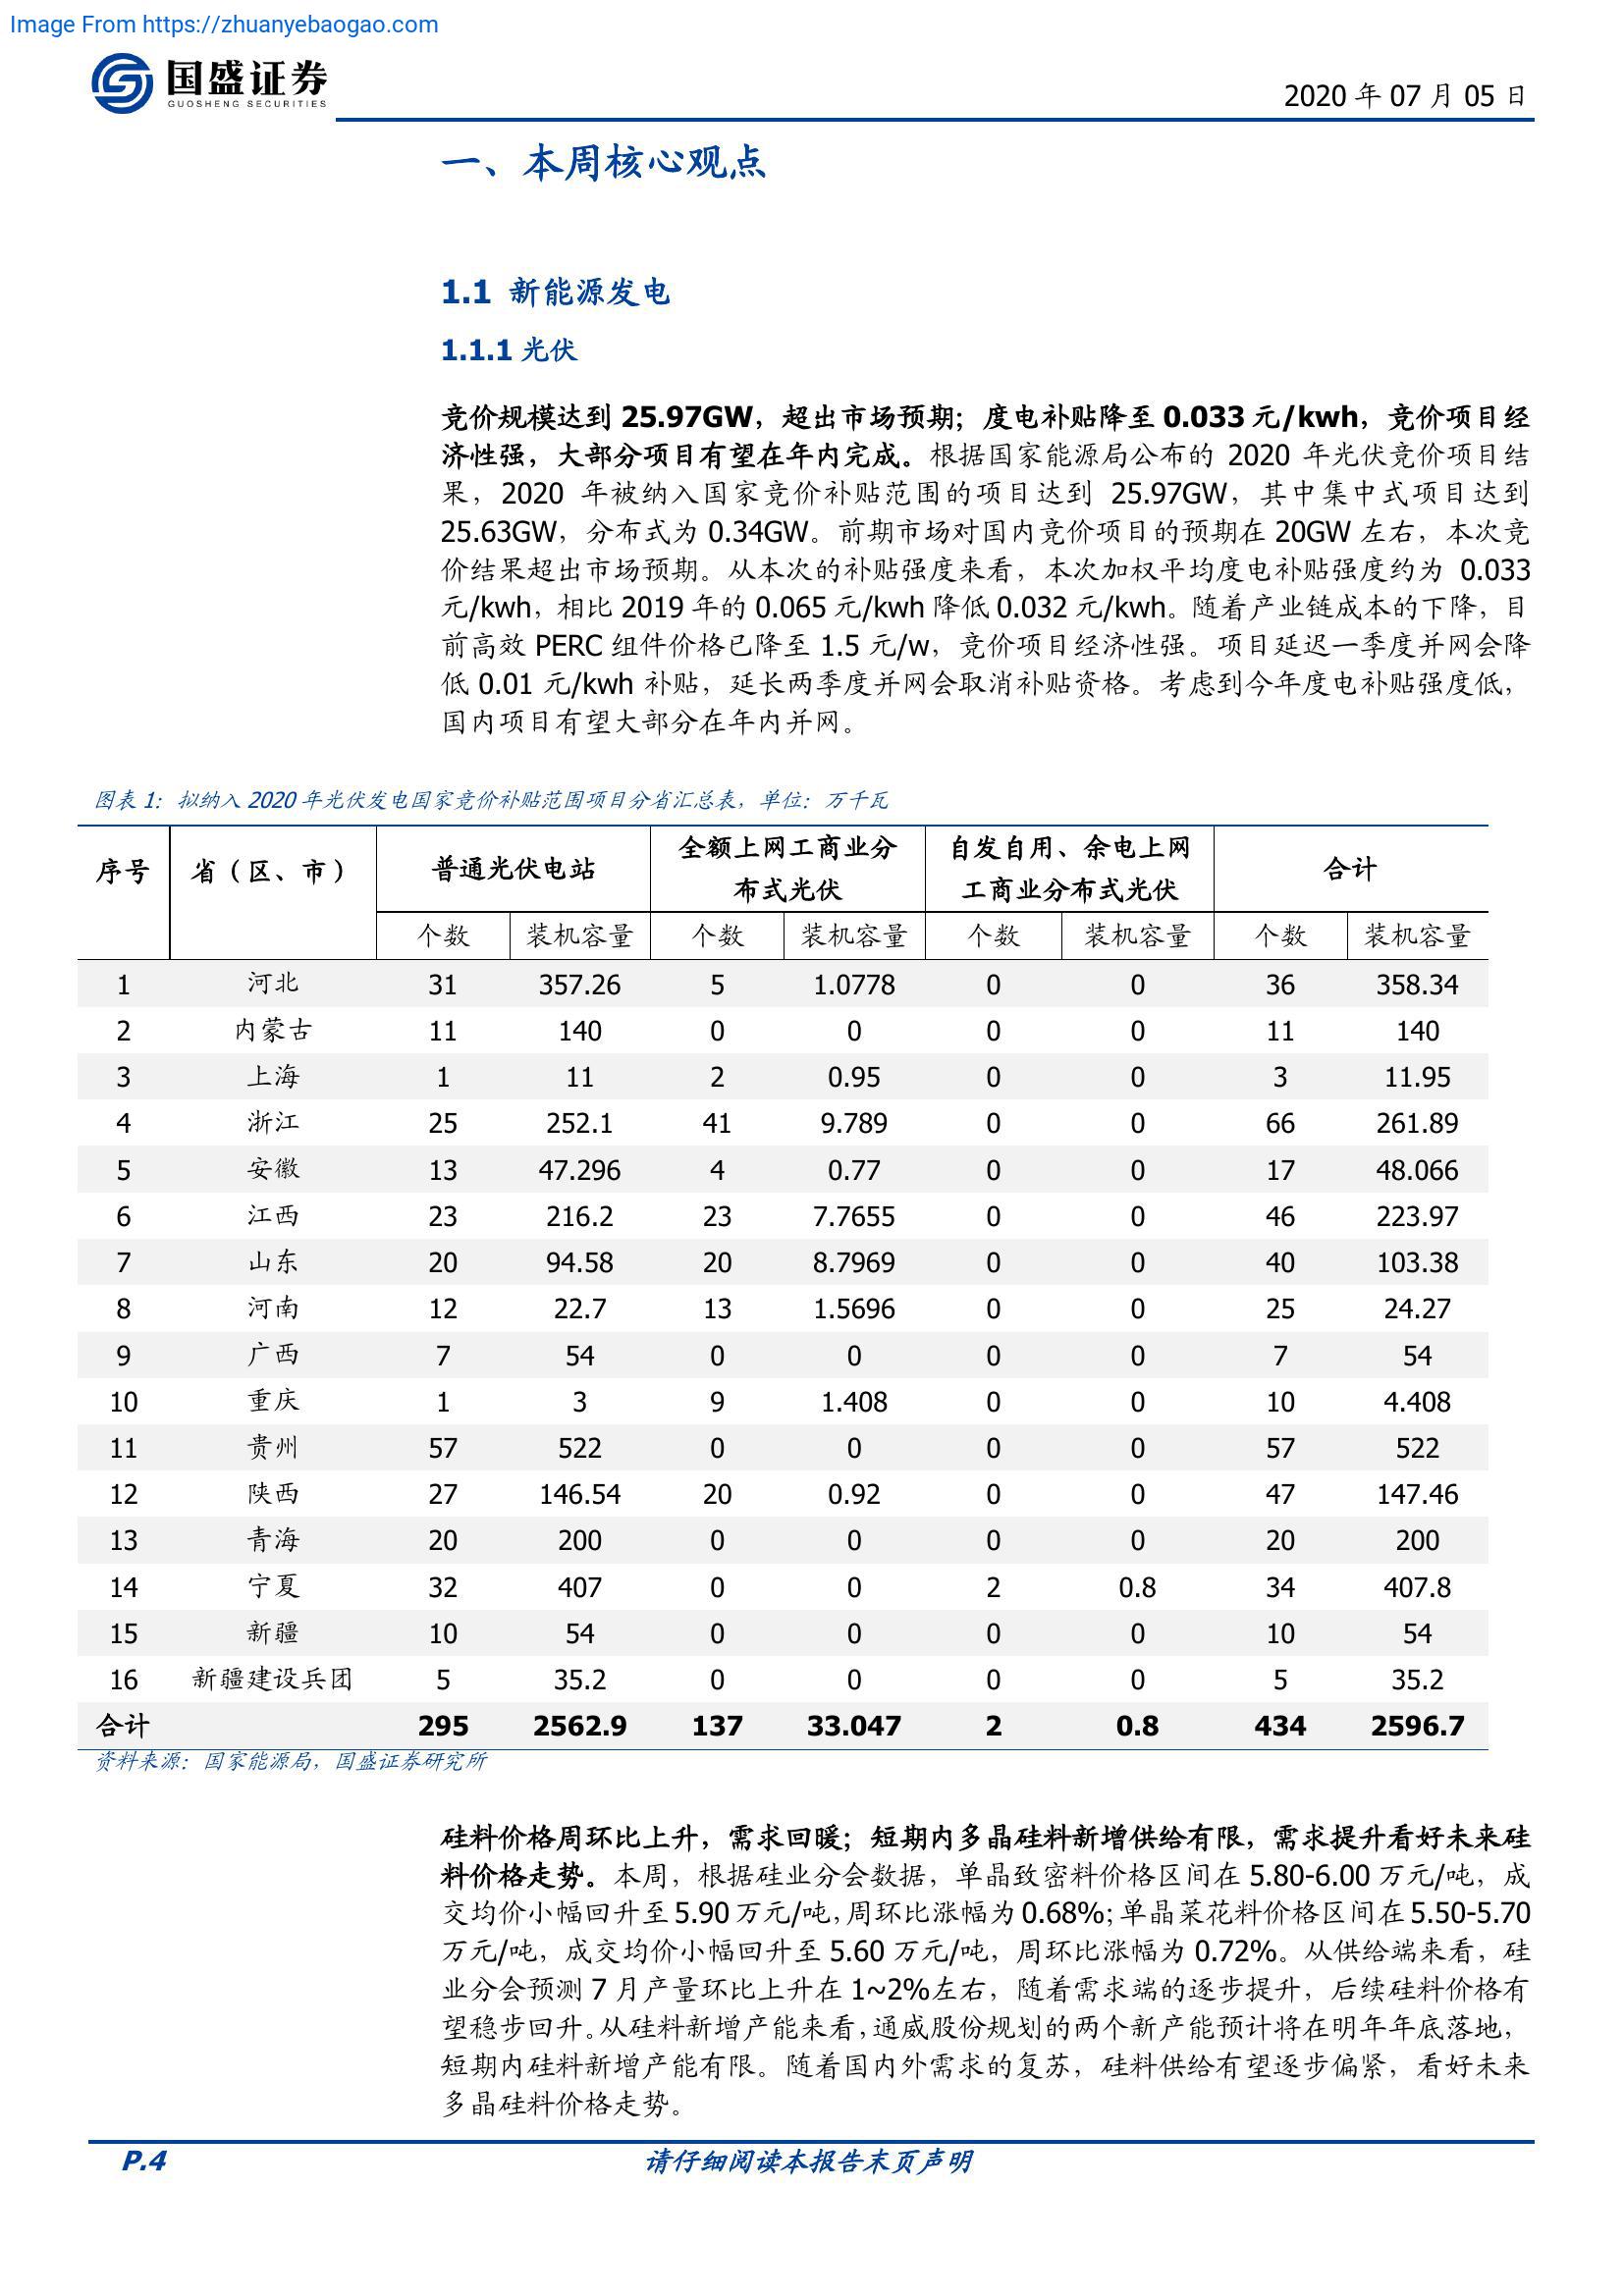 Image From https://zhuanyebaogao.com
国盛证券
GUOSHENG SECURITIES
2020 年 07 月 05 日
一、本周核心观点
1.1 新能源发电
1.1.1 光伏
竞价规模达到 25.97GW，超出市场预期；度电补贴降至 0.033 元/kwh，竞价项目经
济性强，大部分项目有望在年内完成。根据国家能源局公布的 2020 年光伏竞价项目结
果，2020 年被纳入国家竞价补贴范围的项目达到 25.97GW，其中集中式项目达到
25.63GW，分布式为 0.34GW。前期市场对国内竞价项目的预期在 20GW 左右，本次竞
价结果超出市场预期。从本次的补贴强度来看，本次加权平均度电补贴强度约为 0.033
元/kwh，相比 2019 年的 0.065 元/kwh 降低 0.032 元/kwh。随着产业链成本的下降，目
前高效 PERC 组件价格已降至 1.5 元/w，竞价项目经济性强。项目延迟一季度并网会降
低 0.01 元/kwh 补贴，延长两季度并网会取消补贴资格。考虑到今年度电补贴强度低，
国内项目有望大部分在年内并网。
图表 1：拟纳入 2020 年光伏发电国家竞价补贴范围项目分省汇总表，单位：万千瓦
序号 省（区、市） 普通光伏电站 全额上网工商业分布式光伏 自发自用、余电上网工商业分布式光伏 合计
个数 装机容量 个数 装机容量 个数 装机容量 个数 装机容量
1 河北 31 357.26 5 1.0778 0 0 36 358.34
2 内蒙古 11 140 0 0 0 0 11 140
3 上海 1 11 2 0.95 0 0 3 11.95
4 浙江 25 252.1 41 9.789 0 0 66 261.89
5 安徽 13 47.296 4 0.77 0 0 17 48.066
6 江西 23 216.2 23 7.7655 0 0 46 223.97
7 山东 20 94.58 20 8.7969 0 0 40 103.38
8 河南 12 22.7 13 1.5696 0 0 25 24.27
9 广西 7 54 0 0 0 0 7 54
10 重庆 1 3 9 1.408 0 0 10 4.408
11 贵州 57 522 0 0 0 0 57 522
12 陕西 27 146.54 20 0.92 0 0 47 147.46
13 青海 20 200 0 0 0 0 20 200
14 宁夏 32 407 0 0 2 0.8 34 407.8
15 新疆 10 54 0 0 0 0 10 54
16 新疆建设兵团 5 35.2 0 0 0 0 5 35.2
合计 295 2562.9 137 33.047 2 0.8 434 2596.7
资料来源：国家能源局，国盛证券研究所
硅料价格周环比上升，需求回暖；短期内多晶硅料新增供给有限，需求提升看好未来硅
料价格走势。本周，根据硅业分会数据，单晶致密料价格区间在 5.80-6.00 万元/吨，成
交均价小幅回升至 5.90 万元/吨，周环比涨幅为 0.68%；单晶菜花料价格区间在 5.50-5.70
万元/吨，成交均价小幅回升至 5.60 万元/吨，周环比涨幅为 0.72%。从供给端来看，硅
业分会预测 7 月产量环比上升在 1~2%左右，随着需求端的逐步提升，后续硅料价格有
望稳步回升。从硅料新增产能来看，通威股份规划的两个新产能预计将在明年年底落地，
短期内硅料新增产能有限。随着国内外需求的复苏，硅料供给有望逐步偏紧，看好未来
多晶硅料价格走势。
P.4
请仔细阅读本报告末页声明